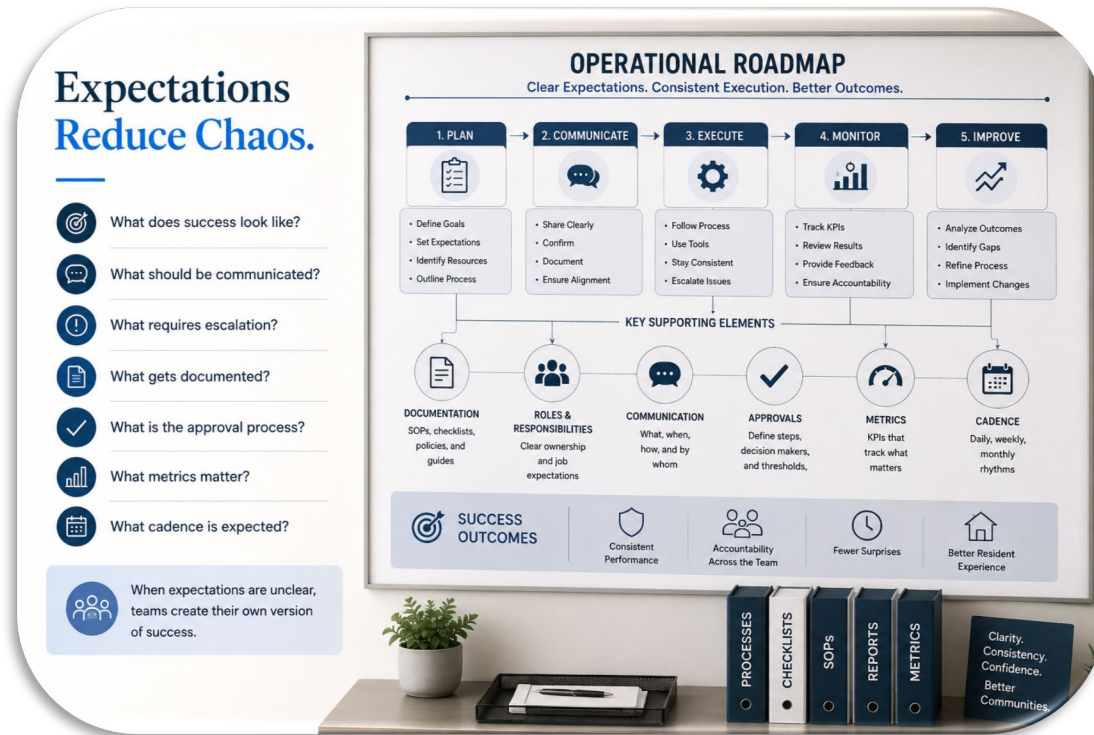 Expectations
Reduce Chaos.
What does success look like?
What should be communicated?
What requires escalation?
What gets documented?
What is the approval process?
What metrics matter?
What cadence is expected?
When expectations are unclear,
teams create their own version
of success.
OPERATIONAL ROADMAP
Clear Expectations. Consistent Execution. Better Outcomes.
1. PLAN
• Define Goals
• Set Expectations
• Identify Resources
• Outline Process
2. COMMUNICATE
• Share Clearly
• Confirm
• Document
• Ensure Alignment
3. EXECUTE
• Follow Process
• Use Tools
• Stay Consistent
• Escalate Issues
4. MONITOR
• Track KPIs
• Review Results
• Provide Feedback
• Ensure Accountability
5. IMPROVE
• Analyze Outcomes
• Identify Gaps
• Refine Process
• Implement Changes
KEY SUPPORTING ELEMENTS
DOCUMENTATION
SOPs, checklists,
policies, and
guides
ROLES &
RESPONSIBILITIES
Clear ownership
and job
expectations
COMMUNICATION
What, when,
how, and by
whom
APPROVALS
Define steps,
decision makers,
and thresholds,
METRICS
KPIs that
track what
matters
CADENCE
Daily, weekly,
monthly
rhythms
SUCCESS
OUTCOMES
Consistent
Performance
Accountability
Across the Team
Fewer Surprises
Better Resident
Experience
PROCESSES
CHECKLISTS
SOPs
REPORTS
METRICS
Clarity.
Consistency.
Confidence.
Better
Communities.